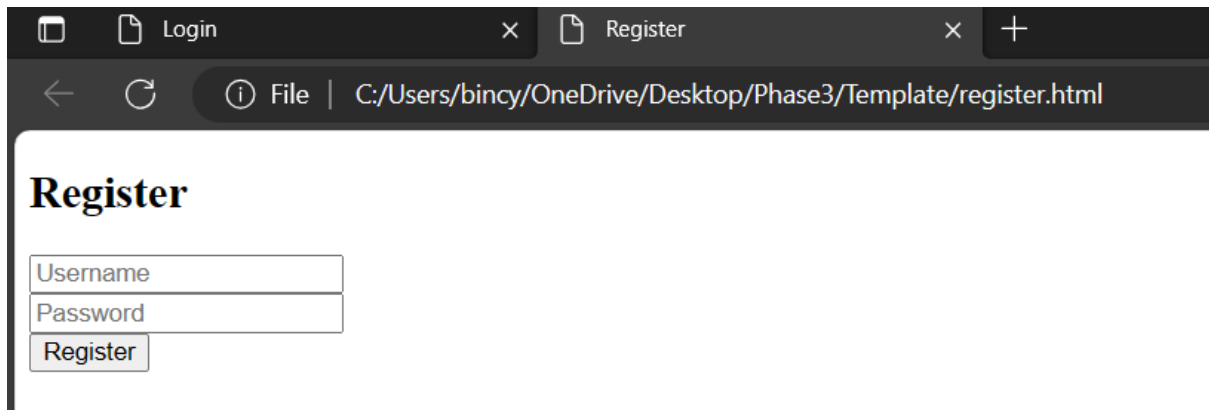 Login
Register
File
C:/Users/bincy/OneDrive/Desktop/Phase3/Template/register.html
Register
Username
Password
Register